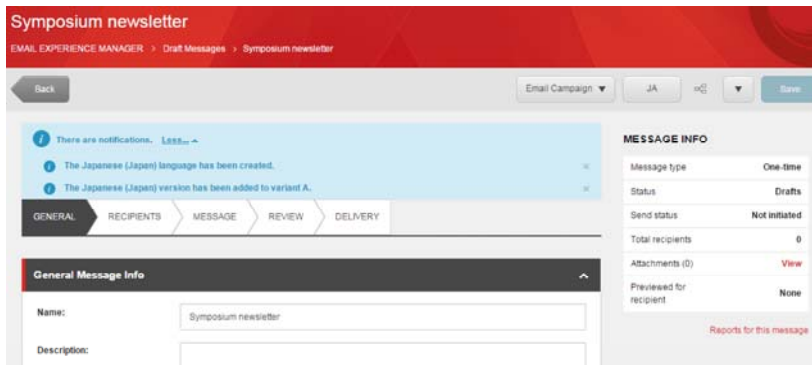 Symposium newsletter
EMAIL EXPERIENCE MANAGER > Draft Messages > Symposium newsletter
Back
Email Campaign ▼
JA
▼
Save
There are notifications. Less...
The Japanese (Japan) language has been created.
The Japanese (Japan) version has been added to variant A.
GENERAL
RECIPIENTS
MESSAGE
REVIEW
DELIVERY
General Message Info
Name:
Symposium newsletter
Description:
MESSAGE INFO
Message type One-time
Status Drafts
Send status Not initiated
Total recipients 0
Attachments (0) View
Previewed for
recipient None
Reports for this message